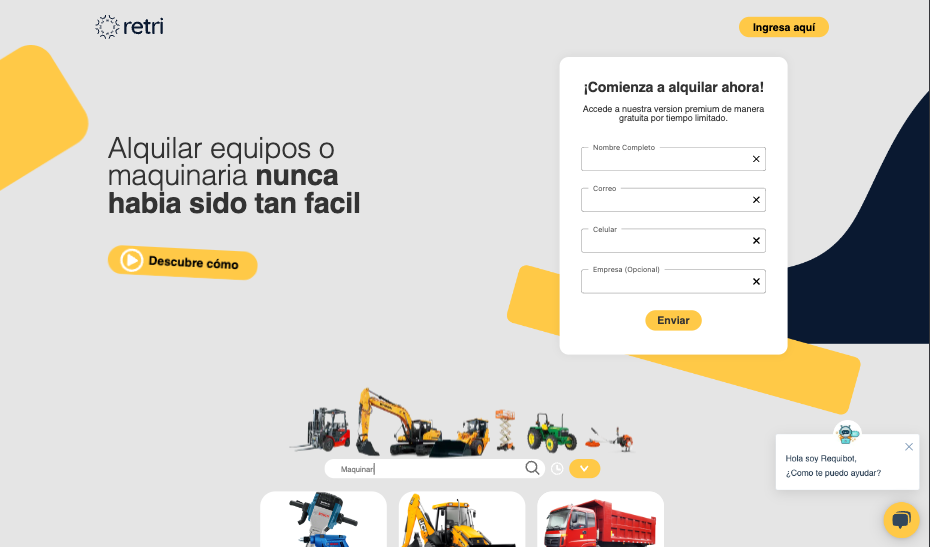 retri
Ingresa aquí
¡Comienza a alquilar ahora!
Accede a nuestra version premium de manera
gratuita por tiempo limitado.
Nombre Completo
Correo
Celular
Empresa (Opcional)
Enviar
Alquilar equipos o
maquinaria nunca
habia sido tan facil
Descubre cómo
Maquinar
Hola soy Requibot,
¿Como te puedo ayudar?